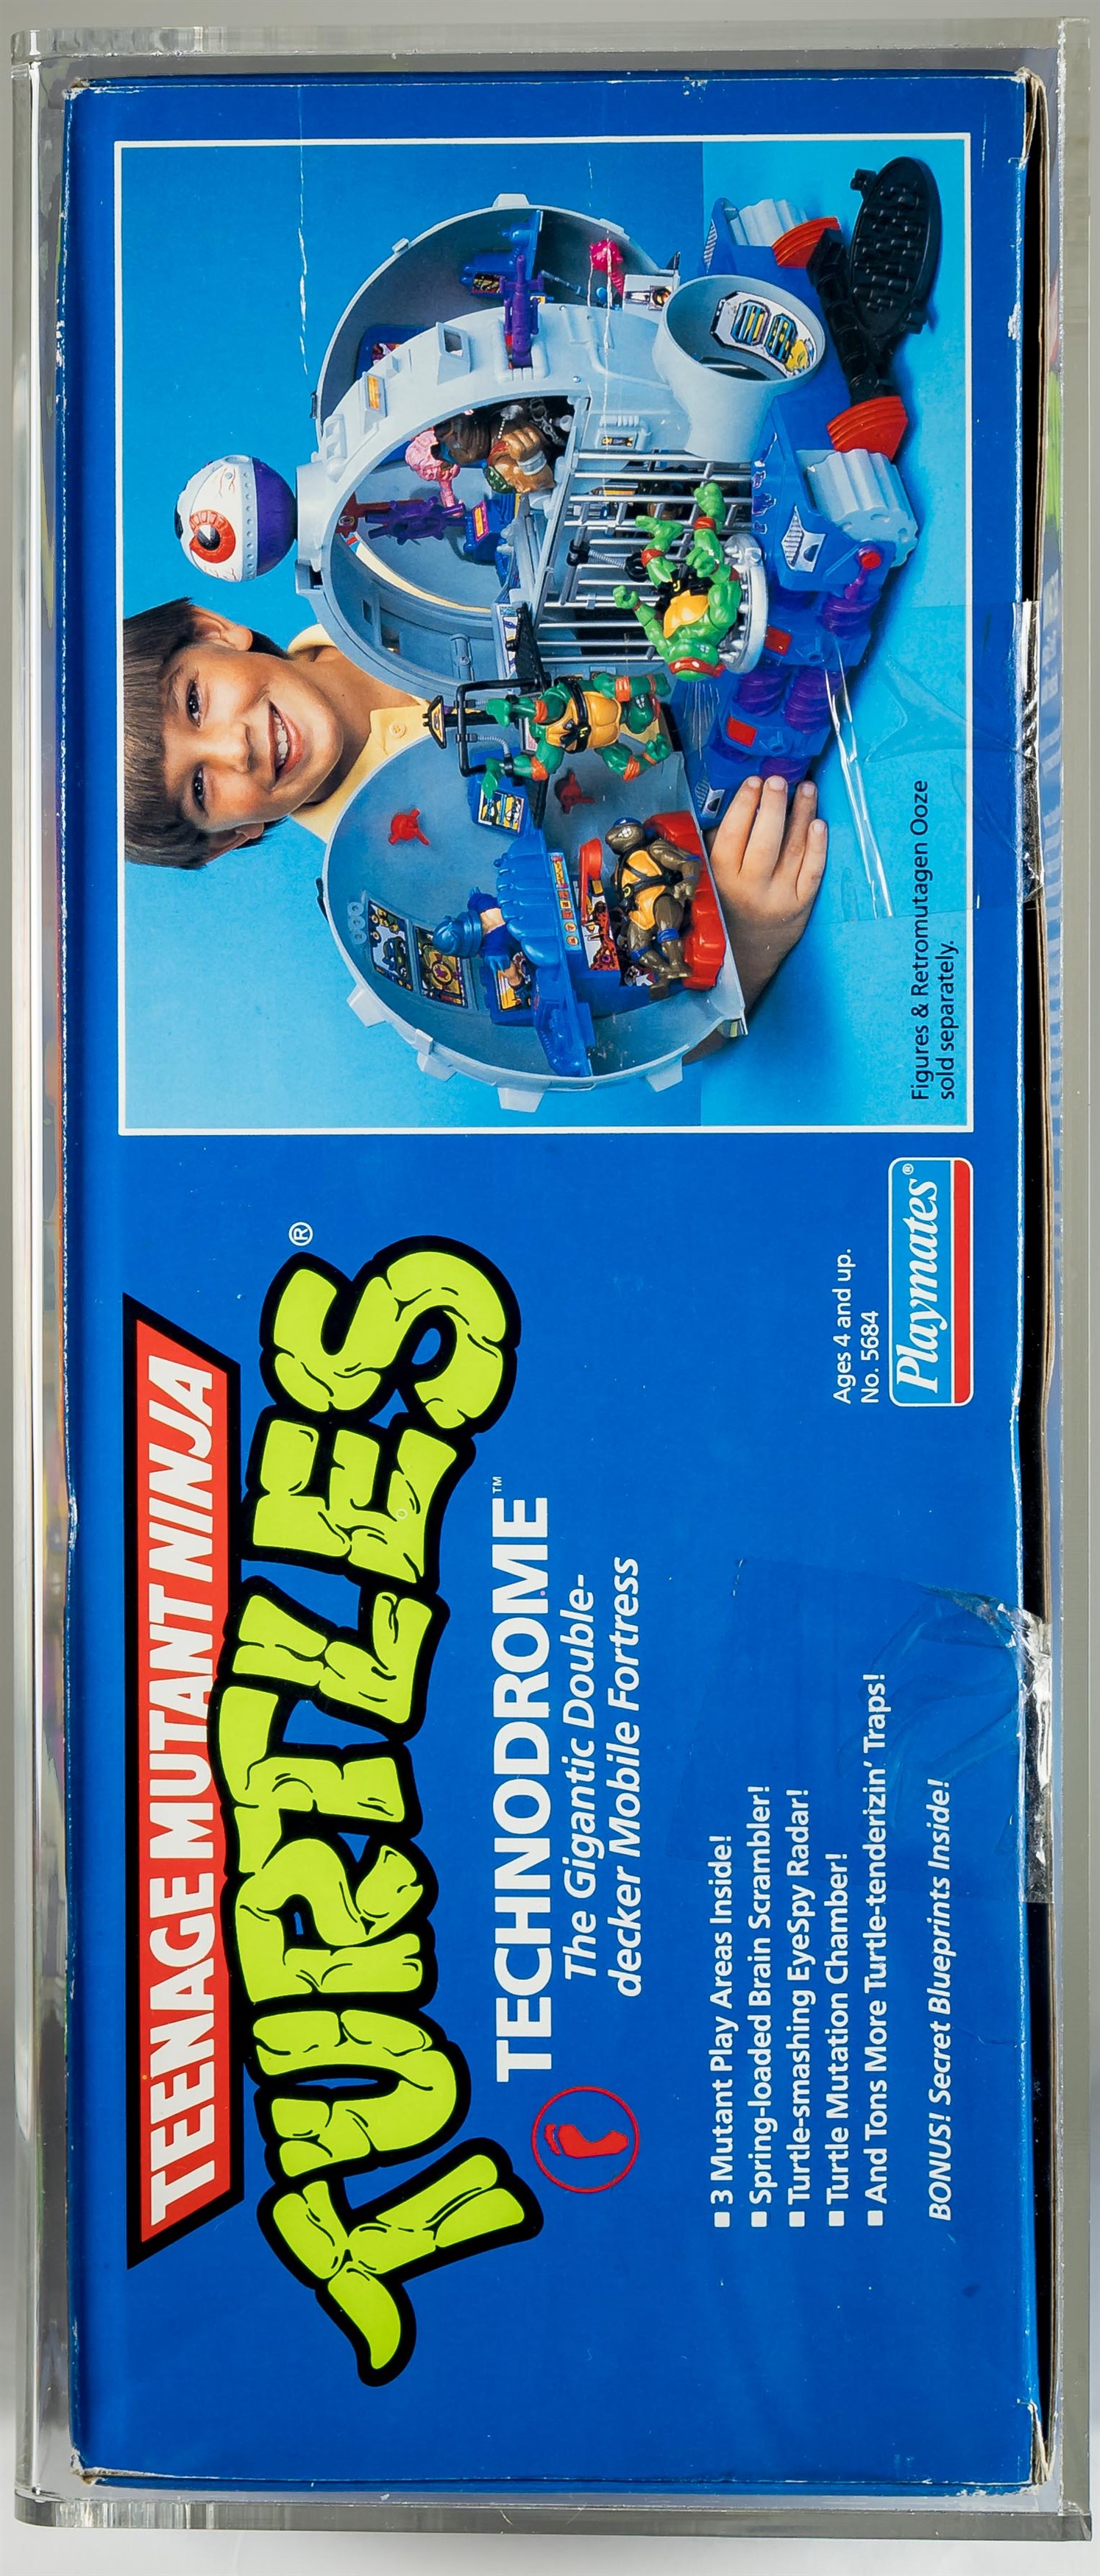 TEENAGE MUTANT NINJA
TURTLES®
TECHNODROME™
The Gigantic Double-
decker Mobile Fortress
■ 3 Mutant Play Areas Inside!
■ Spring-loaded Brain Scrambler!
■ Turtle-smashing EyeSpy Radar!
■ Turtle Mutation Chamber!
■ And Tons More Turtle-tenderizin' Traps!
BONUS! Secret Blueprints Inside!
Ages 4 and up.
No. 5684
Playmates®
Figures & Retromutagen Ooze
sold separately.